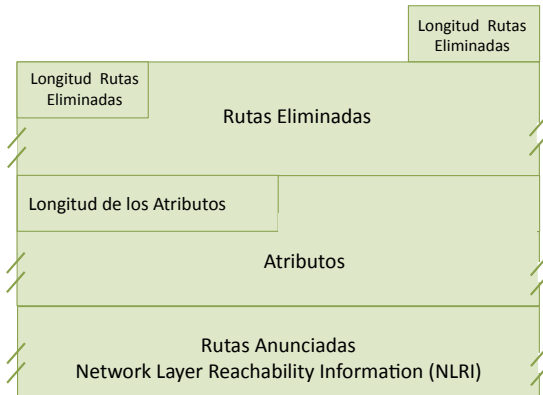 Longitud Rutas
Eliminadas
Longitud Rutas
Eliminadas
Rutas Eliminadas
Longitud de los Atributos
Atributos
Rutas Anunciadas
Network Layer Reachability Information (NLRI)